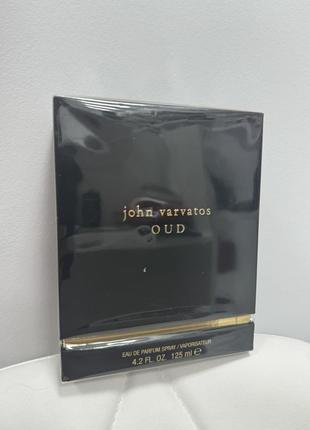 john varvatos
OUD
EAU DE PARFUM SPRAY / VAPORISATEUR
4.2 FL. OZ. 125 ml ℮